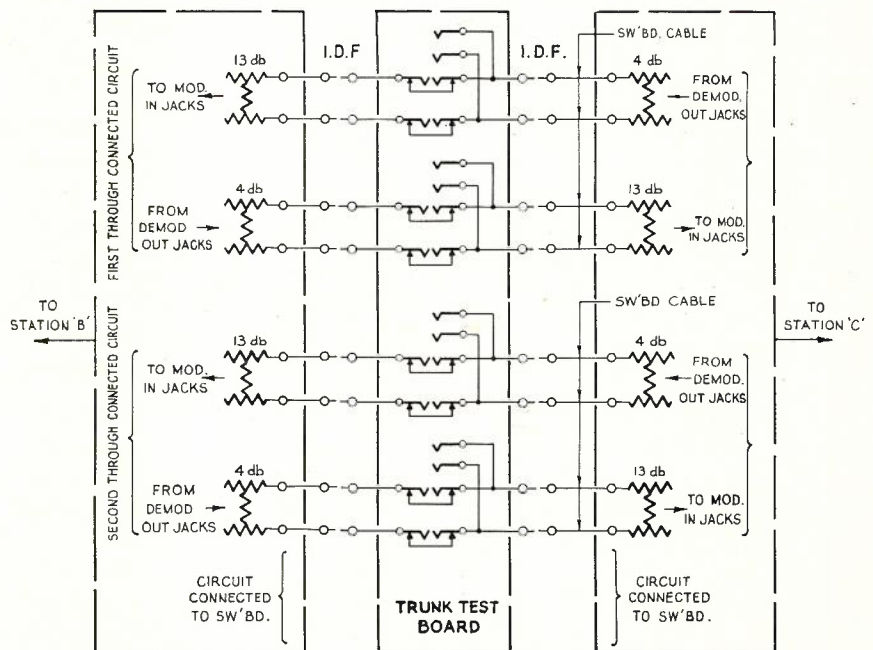 I.D.F
I.D.F.
SW'BD. CABLE
FIRST THROUGH CONNECTED CIRCUIT
13 db
TO MOD.
IN JACKS
4 db
FROM
DEMOD.
OUT JACKS
4 db
FROM
DEMOD
OUT JACKS
13 db
TO MOD.
IN JACKS
TO
STATION 'B'
SW'BD CABLE
TO
STATION 'C'
SECOND THROUGH CONNECTED CIRCUIT
13 db
TO MOD.
IN JACKS
4 db
FROM
DEMOD.
OUT JACKS
4 db
FROM
DEMOD
OUT JACKS
13 db
TO MOD.
IN JACKS
CIRCUIT
CONNECTED
TO SW'BD.
TRUNK TEST
BOARD
CIRCUIT
CONNECTED
TO SW'BD.